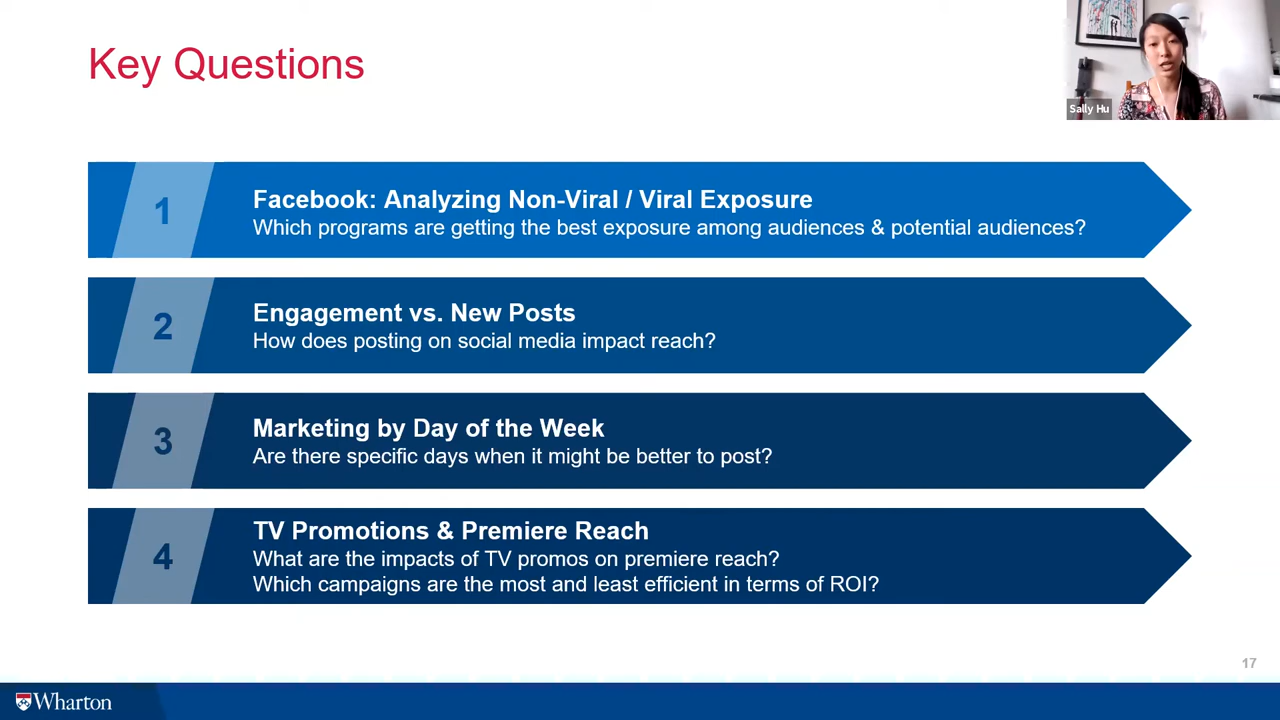 Key Questions
Sally Hu
1
Facebook: Analyzing Non-Viral / Viral Exposure
Which programs are getting the best exposure among audiences & potential audiences?
2
Engagement vs. New Posts
How does posting on social media impact reach?
3
Marketing by Day of the Week
Are there specific days when it might be better to post?
4
TV Promotions & Premiere Reach
What are the impacts of TV promos on premiere reach?
Which campaigns are the most and least efficient in terms of ROI?
17
Wharton